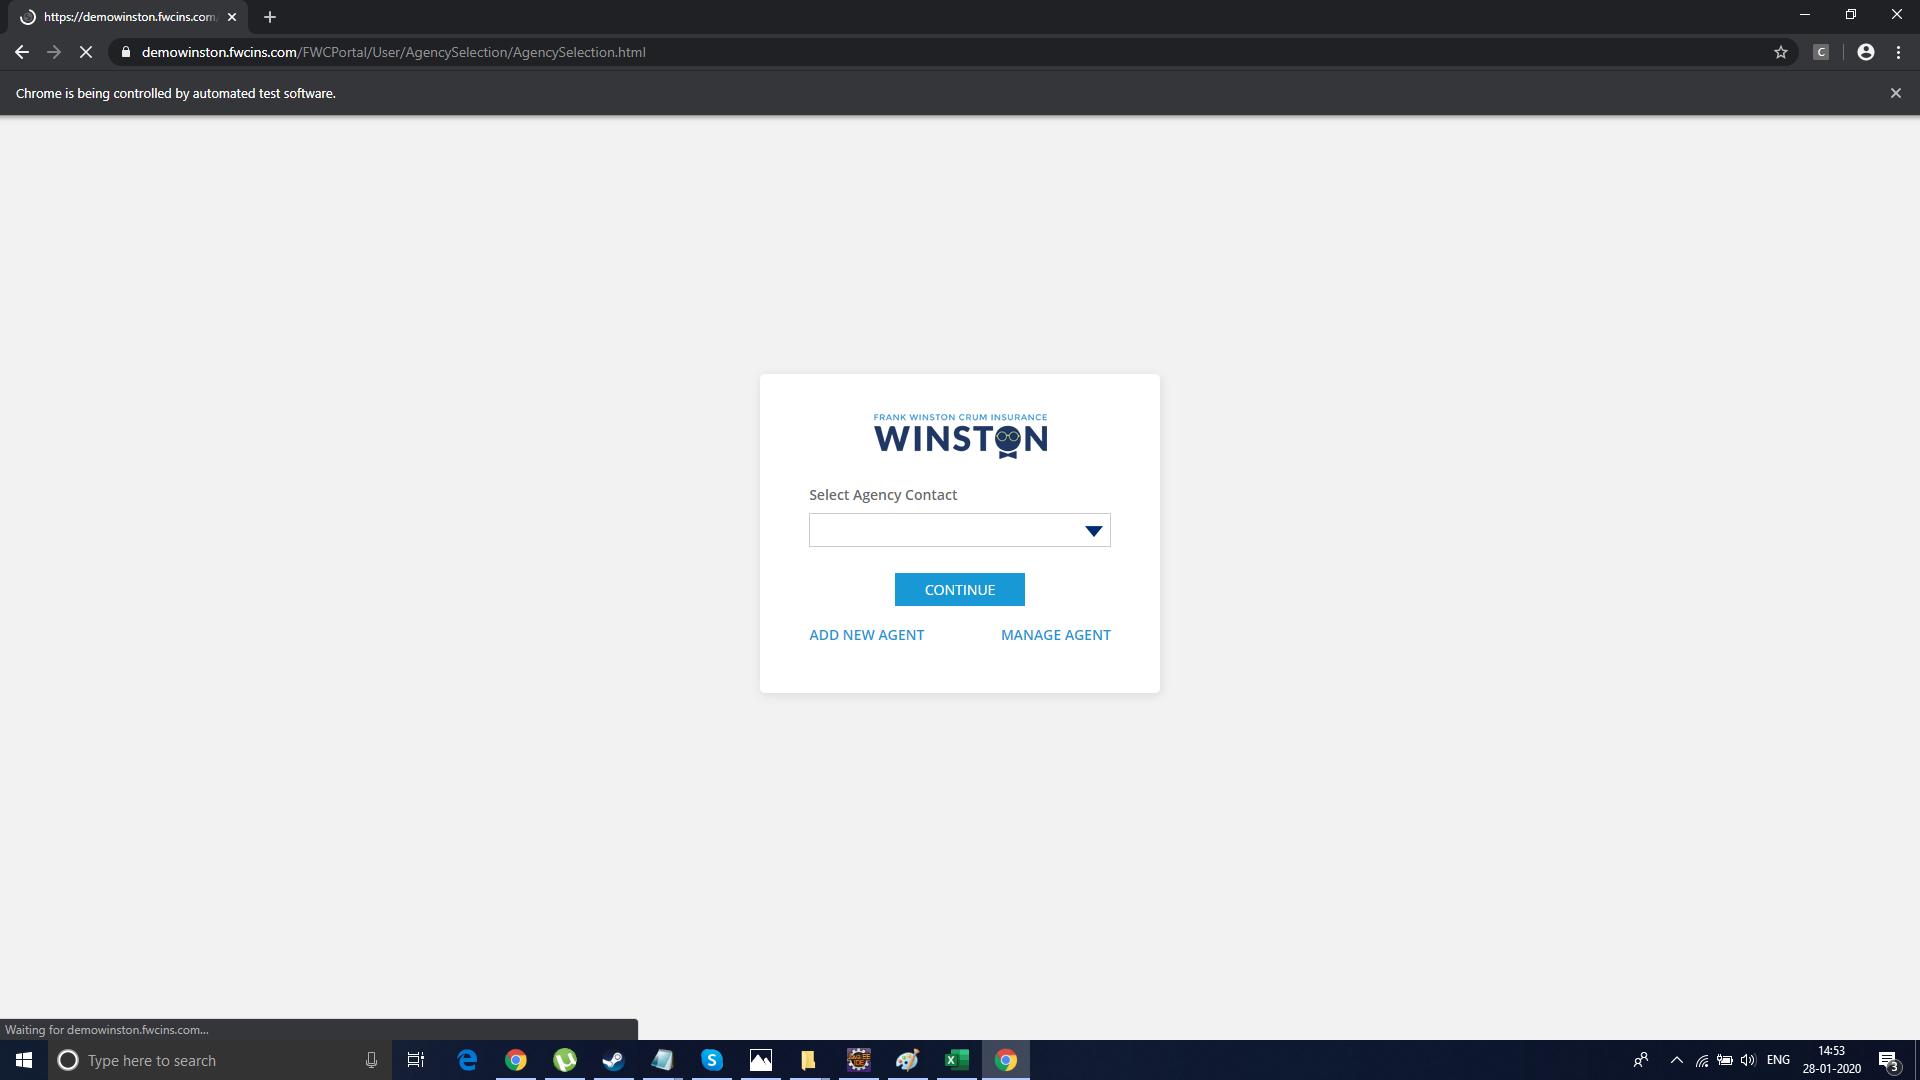 https://demowinston.fwcins.com/
demowinston.fwcins.com/FWCPortal/User/AgencySelection/AgencySelection.html
C
Chrome is being controlled by automated test software.
FRANK WINSTON CRUM INSURANCE
WINSTON
Select Agency Contact
CONTINUE
ADD NEW AGENT
MANAGE AGENT
Waiting for demowinston.fwcins.com...
Type here to search
ENG
14:53
28-01-2020
3